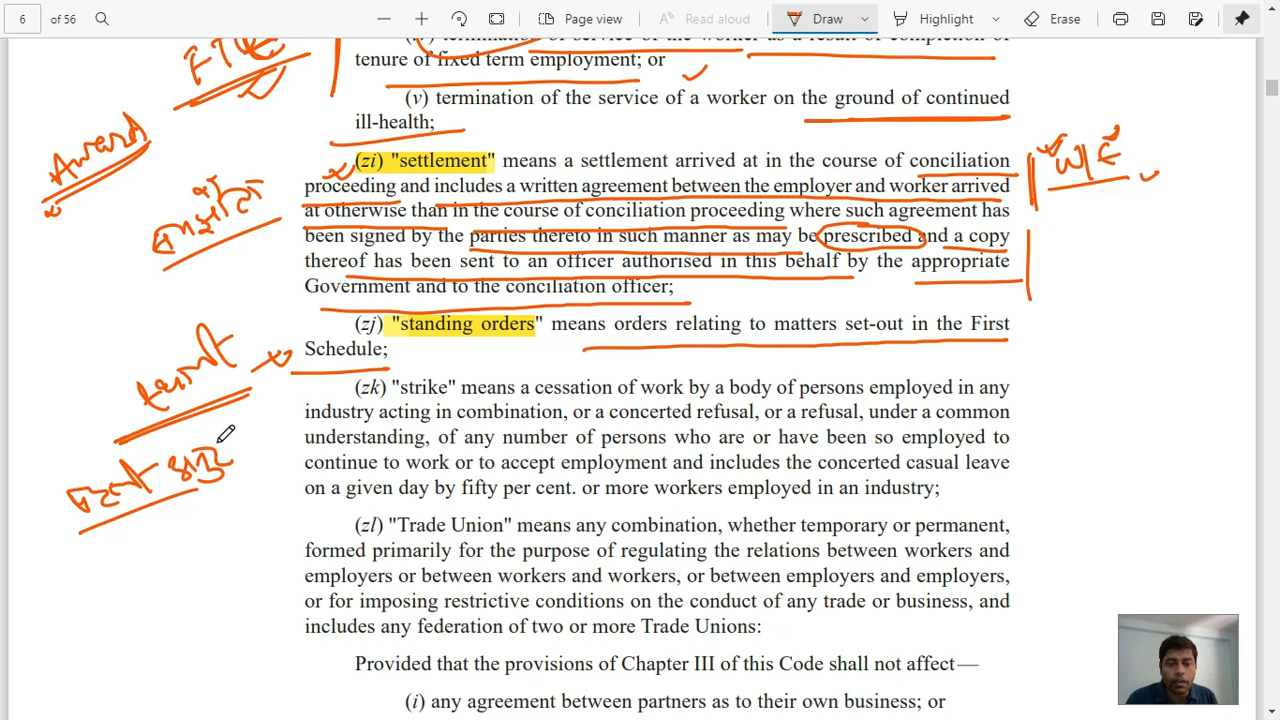 6 of 56 Page view Read aloud Draw Highlight Erase
tenure of fixed term employment; or
(v) termination of the service of a worker on the ground of continued
ill-health;
Award
(zi) "settlement" means a settlement arrived at in the course of conciliation
W/E
proceeding and includes a written agreement between the employer and worker arrived
at otherwise than in the course of conciliation proceeding where such agreement has
been signed by the parties thereto in such manner as may be prescribed and a copy
thereof has been sent to an officer authorised in this behalf by the appropriate
Government and to the conciliation officer;
(zj) "standing orders" means orders relating to matters set-out in the First
Schedule;
(zk) "strike" means a cessation of work by a body of persons employed in any
industry acting in combination, or a concerted refusal, or a refusal, under a common
understanding, of any number of persons who are or have been so employed to
continue to work or to accept employment and includes the concerted casual leave
on a given day by fifty per cent. or more workers employed in an industry;
(zl) "Trade Union" means any combination, whether temporary or permanent,
formed primarily for the purpose of regulating the relations between workers and
employers or between workers and workers, or between employers and employers,
or for imposing restrictive conditions on the conduct of any trade or business, and
includes any federation of two or more Trade Unions:
Provided that the provisions of Chapter III of this Code shall not affect—
(i) any agreement between partners as to their own business; or